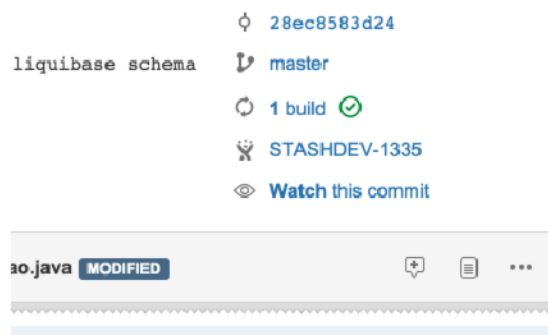 28ec8583d24
liquibase schema master
1 build
STASHDEV-1335
Watch this commit
ao.java MODIFIED